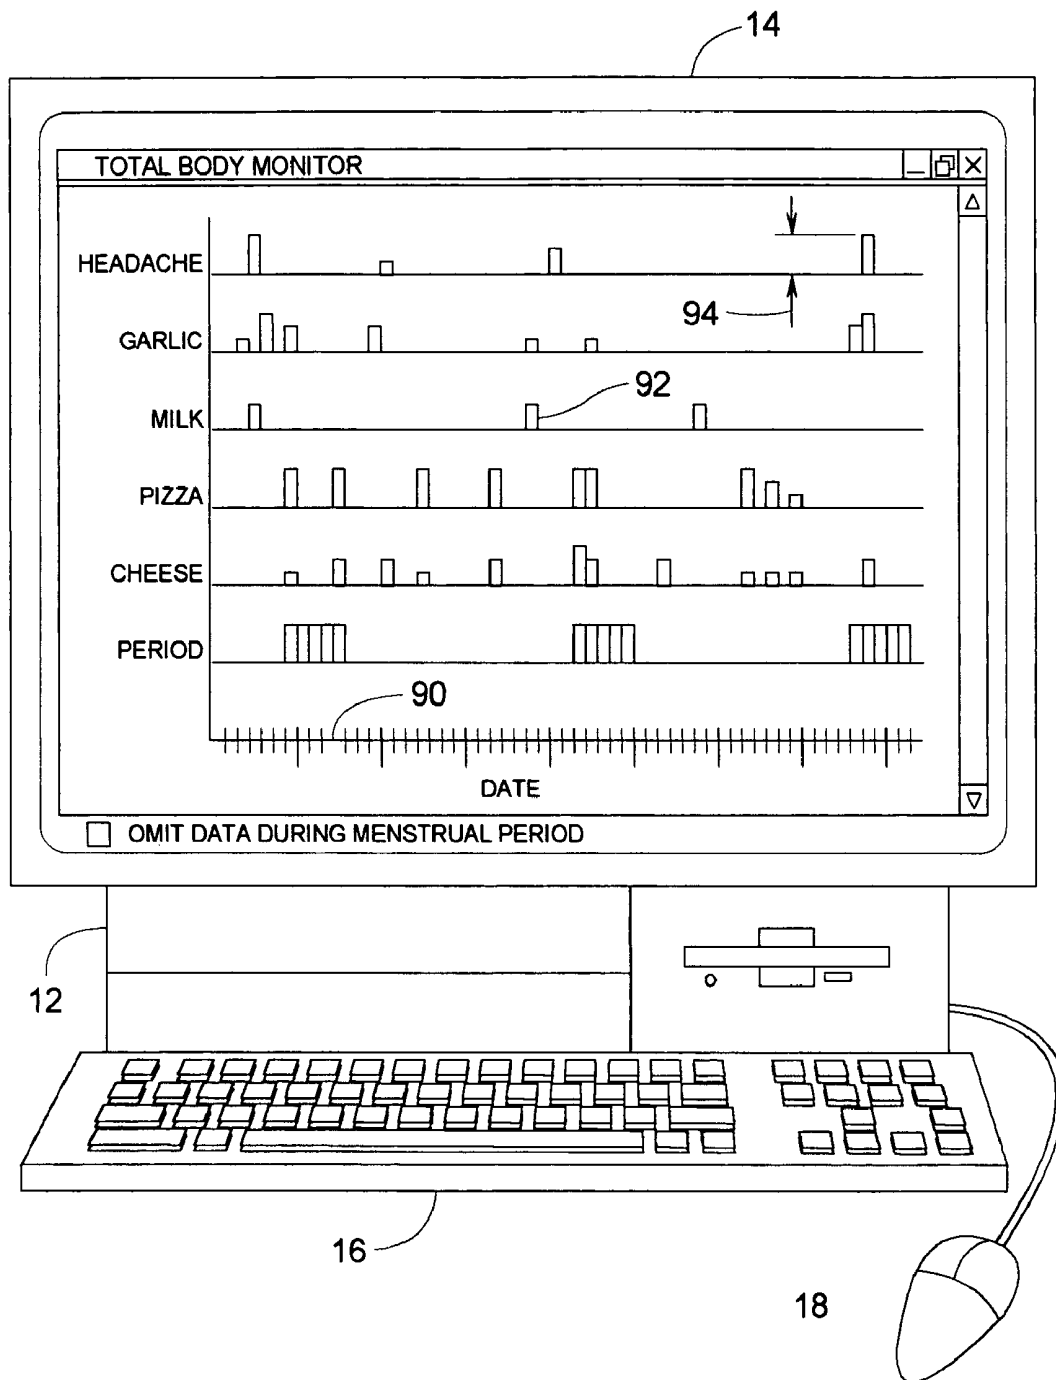 14
TOTAL BODY MONITOR
HEADACHE
94
GARLIC
92
MILK
PIZZA
CHEESE
PERIOD
90
DATE
OMIT DATA DURING MENSTRUAL PERIOD
12
16
18